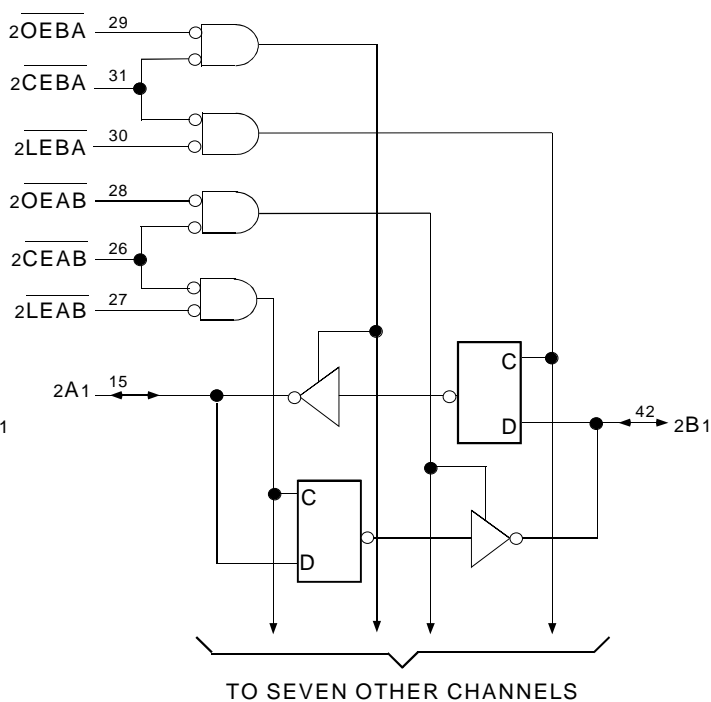 2OEBA 29
2CEBA 31
2LEBA 30
2OEAB 28
2CEAB 26
2LEAB 27
C
2A1 15
D
42 2B1
1
C
D
TO SEVEN OTHER CHANNELS